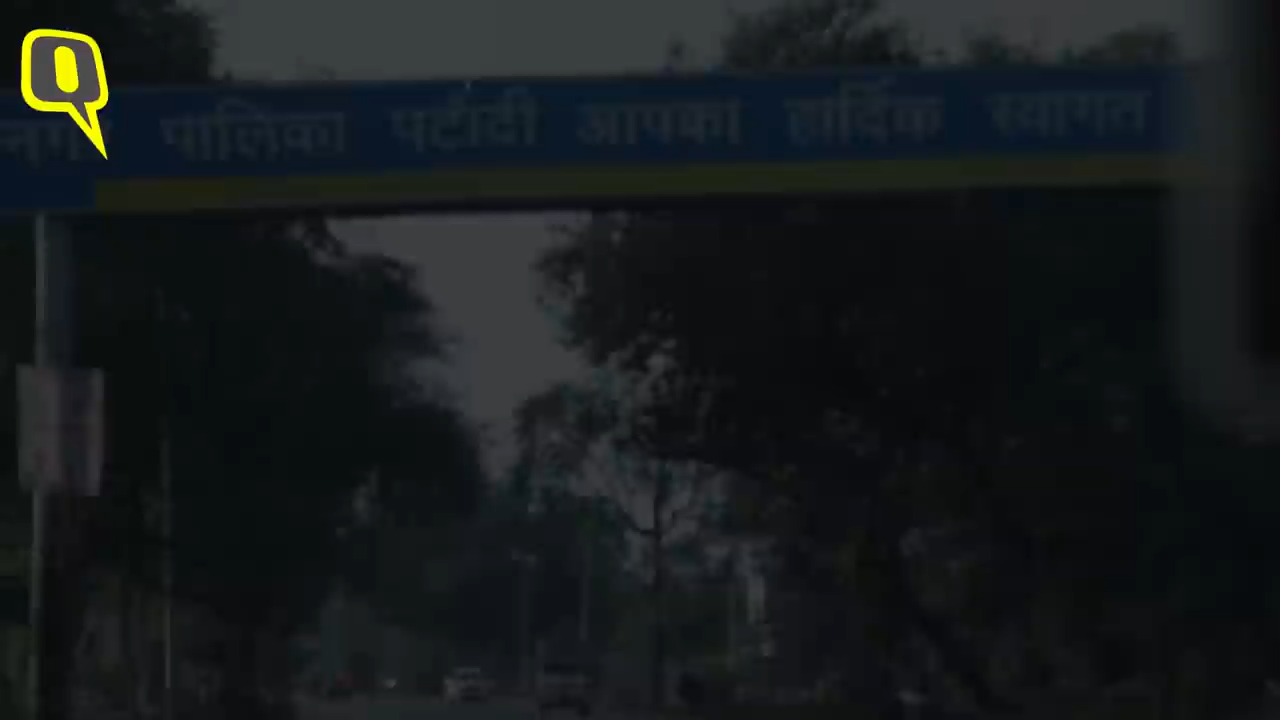 पालिका पटौदी आपका हार्दिक स्वागत